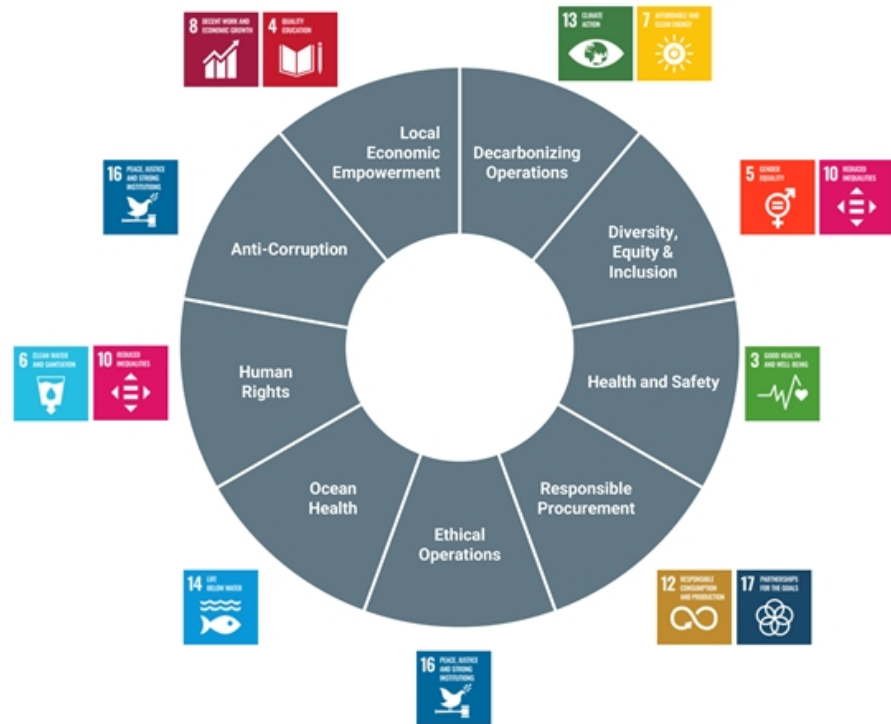 8 DECENT WORK AND
ECONOMIC GROWTH
4 QUALITY
EDUCATION
13 CLIMATE
ACTION
7 AFFORDABLE AND
CLEAN ENERGY
Local
Economic
Empowerment
Decarbonizing
Operations
16 PEACE, JUSTICE
AND STRONG
INSTITUTIONS
5 GENDER
EQUALITY
10 REDUCED
INEQUALITIES
Anti-Corruption
Diversity,
Equity &
Inclusion
6 CLEAN WATER
AND SANITATION
10 REDUCED
INEQUALITIES
Human
Rights
Health and Safety
3 GOOD HEALTH
AND WELL-BEING
Ocean
Health
Responsible
Procurement
Ethical
Operations
14 LIFE
BELOW WATER
12 RESPONSIBLE
CONSUMPTION
AND PRODUCTION
17 PARTNERSHIPS
FOR THE GOALS
16 PEACE, JUSTICE
AND STRONG
INSTITUTIONS